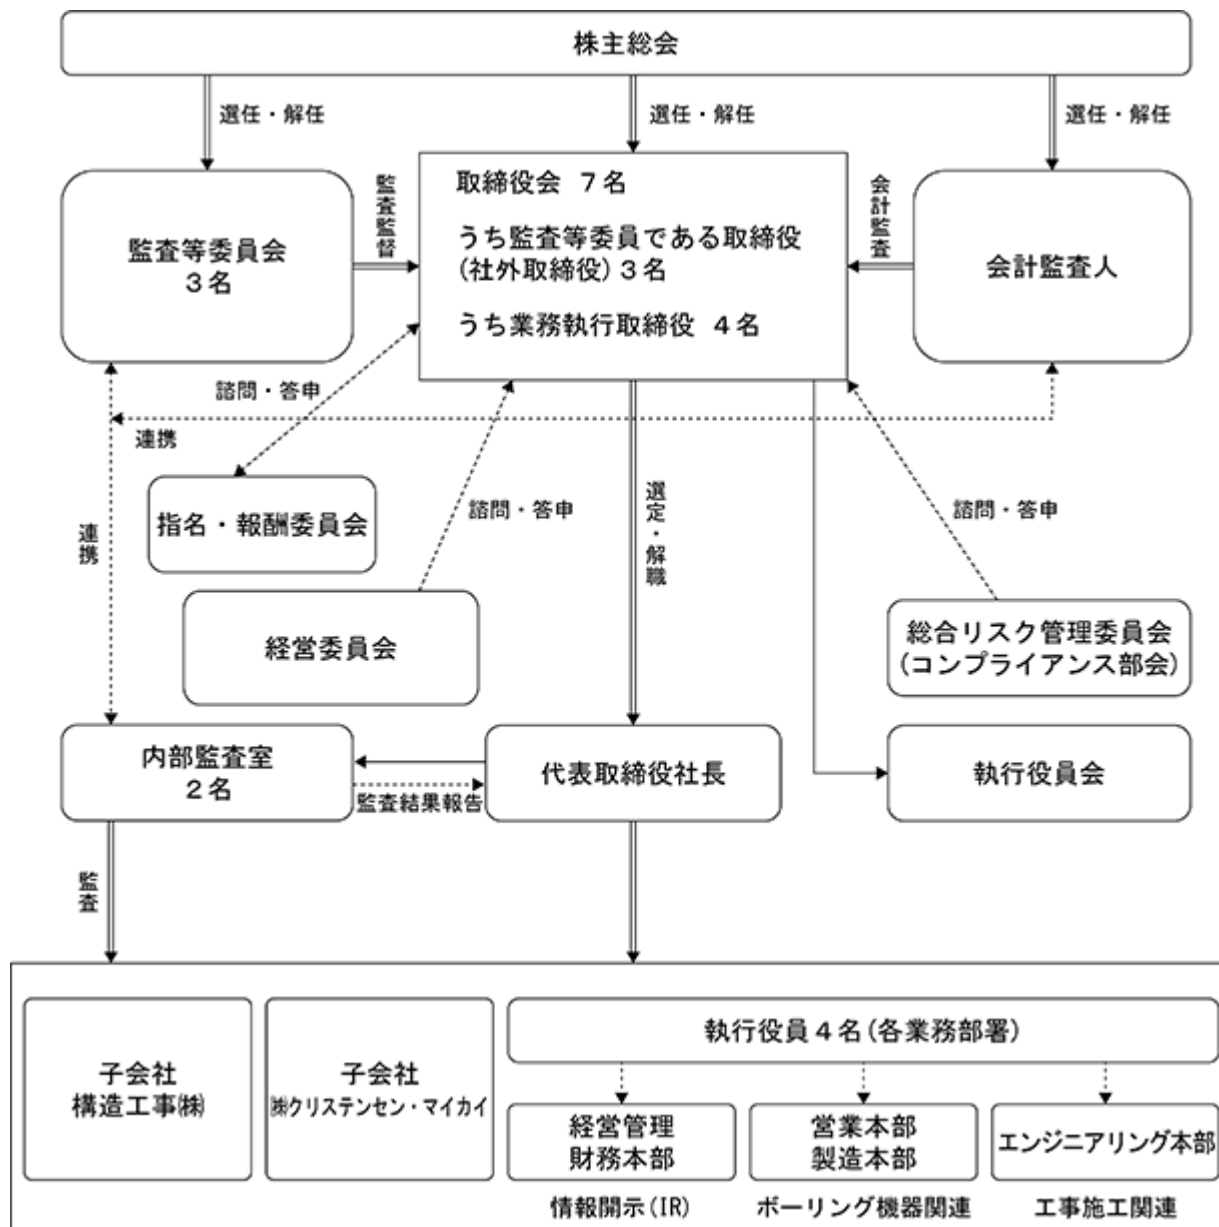 株主総会
選任・解任
選任・解任
選任・解任
監査等委員会
3名
監査監督
取締役会 7名
うち監査等委員である取締役
(社外取締役)3名
うち業務執行取締役 4名
会計監査
会計監査人
諮問・答申
連携
指名・報酬委員会
連携
諮問・答申
選定・解職
諮問・答申
経営委員会
総合リスク管理委員会
(コンプライアンス部会)
内部監査室
2名
監査結果報告
代表取締役社長
執行役員会
監査
子会社
構造工事㈱
子会社
㈱クリステンセン・マイカイ
執行役員4名(各業務部署)
経営管理
財務本部
営業本部
製造本部
エンジニアリング本部
情報開示(IR)
ボーリング機器関連
工事施工関連